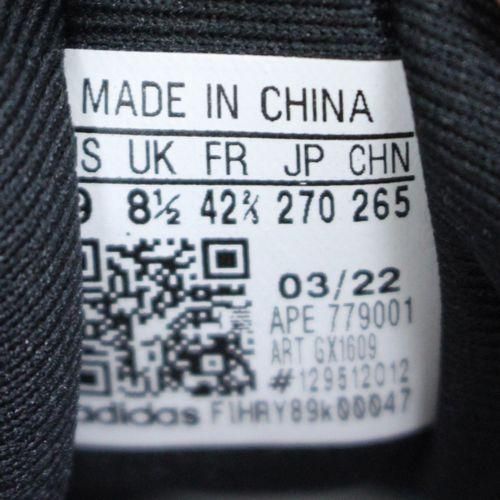 MADE IN CHINA
S UK FR JP CHN
9 8½ 42⅔ 270 265
03/22
APE 779001
ART GX1609
#129512012
adidas F1HRY89k00047